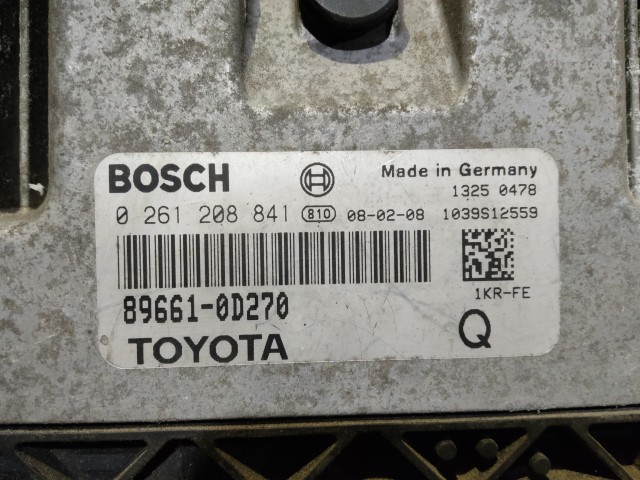 BOSCH Made in Germany
1325 0478
0 261 208 841 810 08-02-08 1039S12559
1KR-FE
89661-0D270
TOYOTA Q